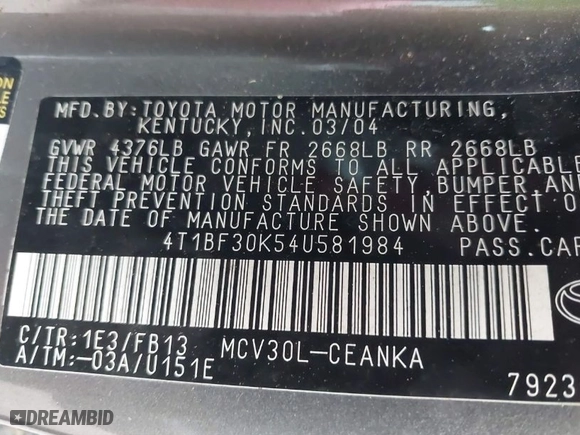 ON
LE
S
MFD.BY:TOYOTA MOTOR MANUFACTURING,
KENTUCKY,INC.03/04
GVWR 4376LB GAWR FR 2668LB RR 2668LB
THIS VEHICLE CONFORMS TO ALL APPLICABLE
FEDERAL MOTOR VEHICLE SAFETY,BUMPER,AND
THEFT PREVENTION STANDARDS IN EFFECT O
THE DATE OF MANUFACTURE SHOWN ABOVE.
4T1BF30K54U581984 PASS.CAR
C/TR:1E3/FB13 MCV30L-CEANKA
A/TM:-03A/U151E
7923
DREAMBID